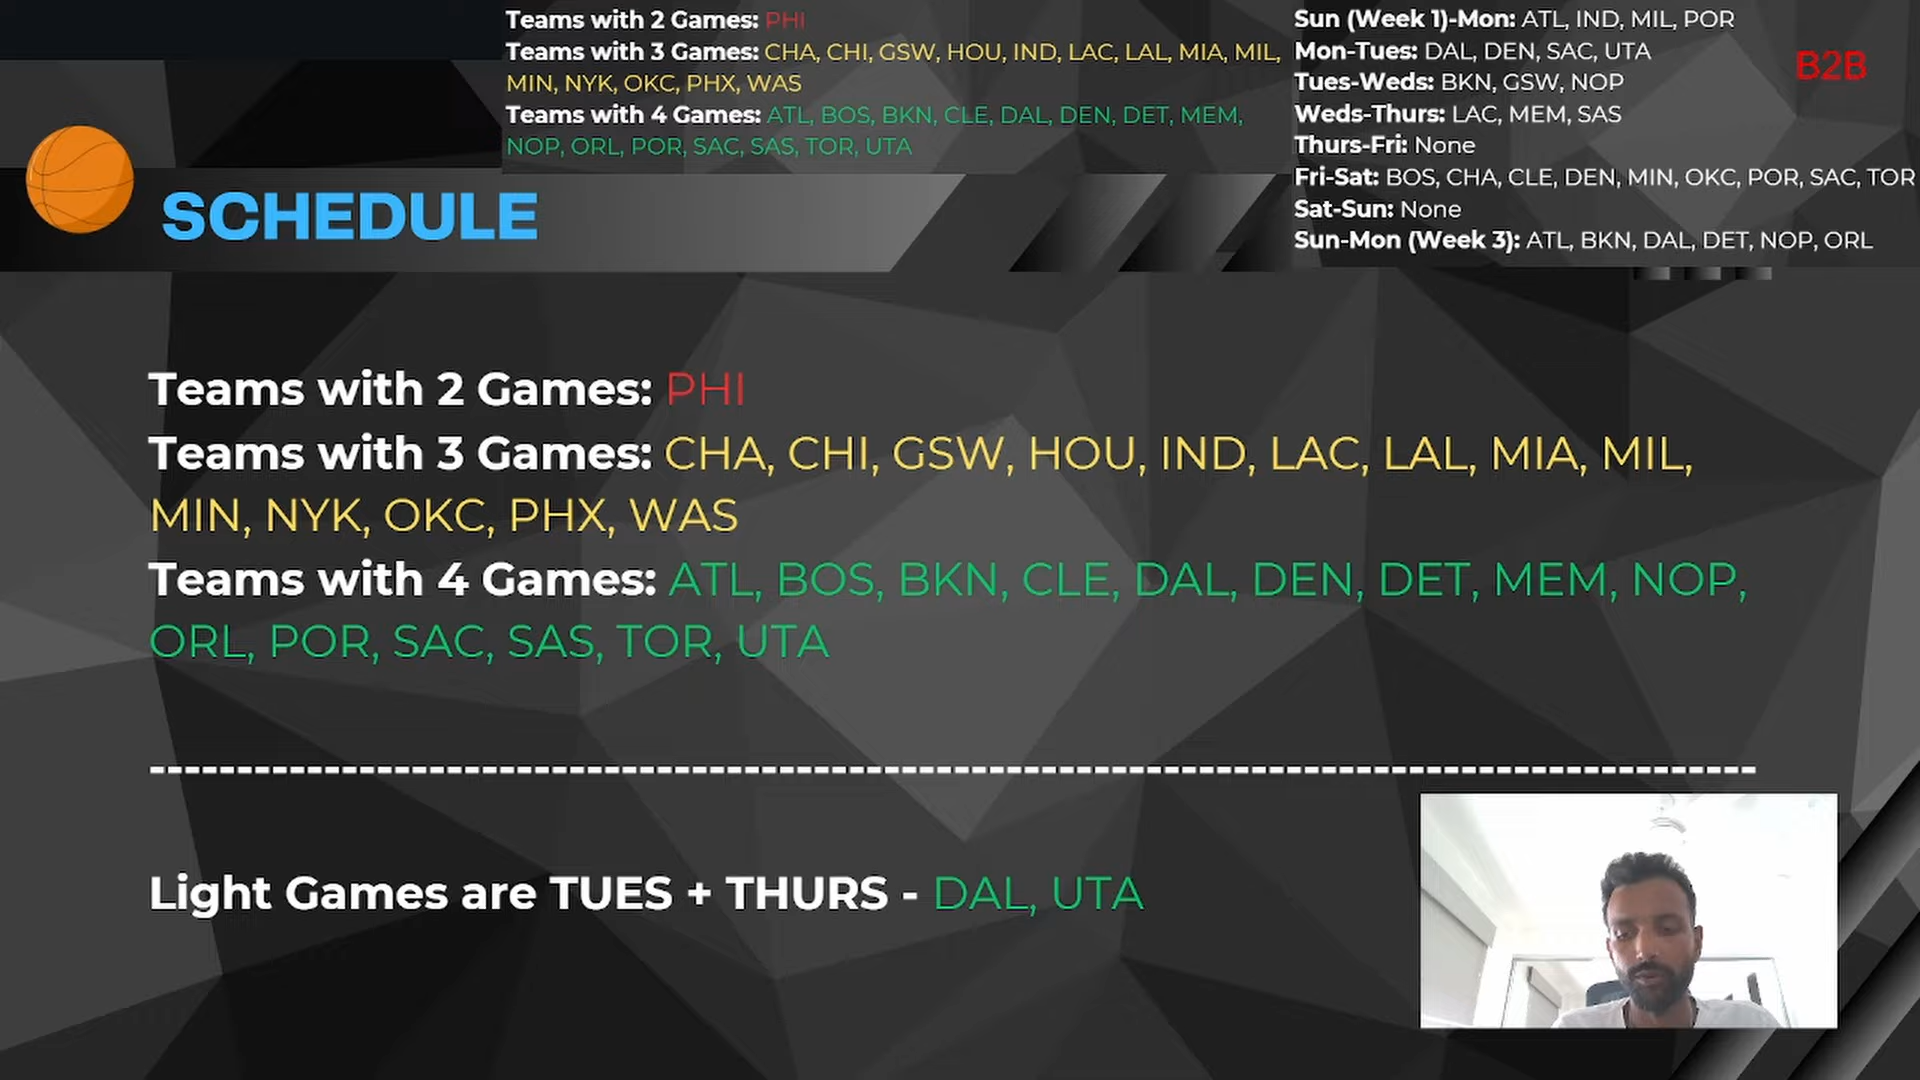 Teams with 2 Games: PHI
Teams with 3 Games: CHA, CHI, GSW, HOU, IND, LAC, LAL, MIA, MIL,
MIN, NYK, OKC, PHX, WAS
Teams with 4 Games: ATL, BOS, BKN, CLE, DAL, DEN, DET, MEM,
NOP, ORL, POR, SAC, SAS, TOR, UTA
Sun (Week 1)-Mon: ATL, IND, MIL, POR
Mon-Tues: DAL, DEN, SAC, UTA
B2B
Tues-Weds: BKN, GSW, NOP
Weds-Thurs: LAC, MEM, SAS
Thurs-Fri: None
Fri-Sat: BOS, CHA, CLE, DEN, MIN, OKC, POR, SAC, TOR
Sat-Sun: None
Sun-Mon (Week 3): ATL, BKN, DAL, DET, NOP, ORL
SCHEDULE
Teams with 2 Games: PHI
Teams with 3 Games: CHA, CHI, GSW, HOU, IND, LAC, LAL, MIA, MIL,
MIN, NYK, OKC, PHX, WAS
Teams with 4 Games: ATL, BOS, BKN, CLE, DAL, DEN, DET, MEM, NOP,
ORL, POR, SAC, SAS, TOR, UTA
Light Games are TUES + THURS - DAL, UTA